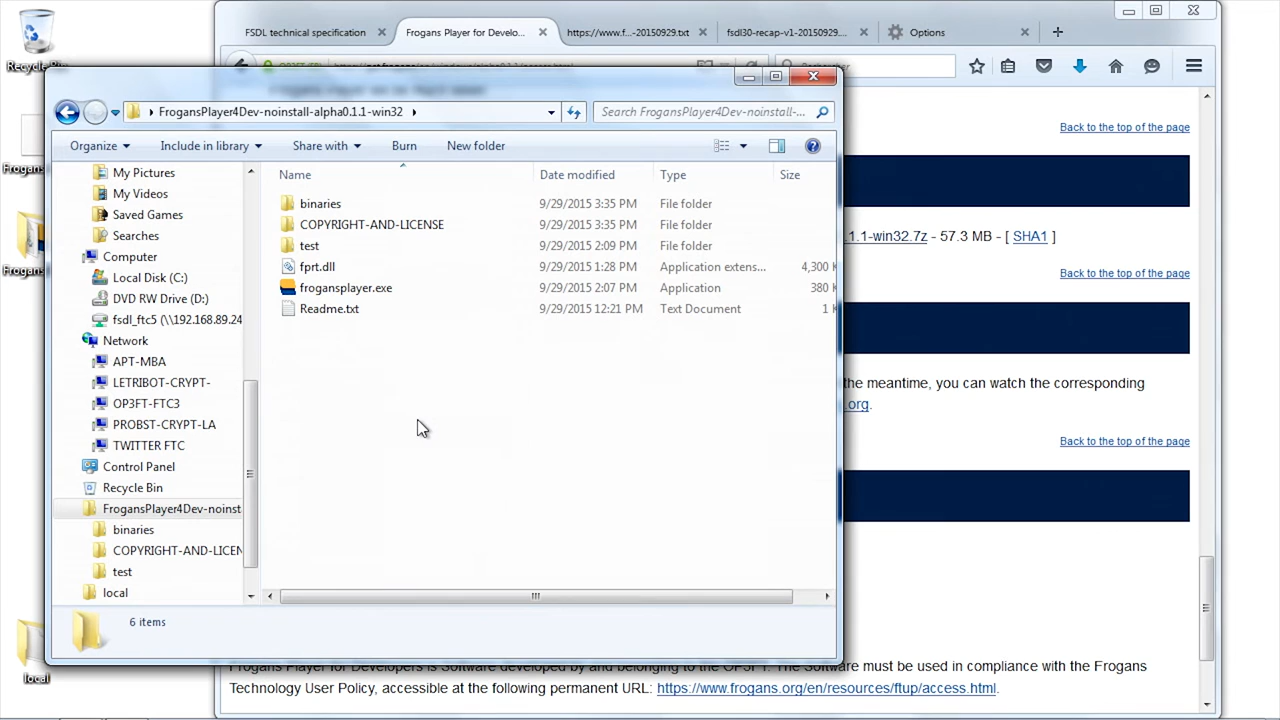 Recycle Bin
Frogans
Frogans
local
FSDL technical specification
Frogans Player for Develo...
https://www.f...-20150929.txt
fsdl30-recap-v1-20150929....
Options
FrogansPlayer4Dev-noinstall-alpha0.1.1-win32
Search FrogansPlayer4Dev-noinstall-...
Organize
Include in library
Share with
Burn
New folder
My Pictures
My Videos
Saved Games
Searches
Computer
Local Disk (C:)
DVD RW Drive (D:)
fsdl_ftc5 (\\192.168.89.24
Network
APT-MBA
LETRIBOT-CRYPT-
OP3FT-FTC3
PROBST-CRYPT-LA
TWITTER FTC
Control Panel
Recycle Bin
FrogansPlayer4Dev-noinst
binaries
COPYRIGHT-AND-LICEN
test
local
Name Date modified Type Size
binaries 9/29/2015 3:35 PM File folder
COPYRIGHT-AND-LICENSE 9/29/2015 3:35 PM File folder
test 9/29/2015 2:09 PM File folder
fprt.dll 9/29/2015 1:28 PM Application extens... 4,300 K
frogansplayer.exe 9/29/2015 2:07 PM Application 380 K
Readme.txt 9/29/2015 12:21 PM Text Document 1 K
6 items
Back to the top of the page
.1.1-win32.7z - 57.3 MB - [ SHA1 ]
Back to the top of the page
the meantime, you can watch the corresponding
.org.
Back to the top of the page
Frogans Player for Developers is Software developed by and belonging to the OP3FT. The Software must be used in compliance with the Frogans
Technology User Policy, accessible at the following permanent URL: https://www.frogans.org/en/resources/ftup/access.html.